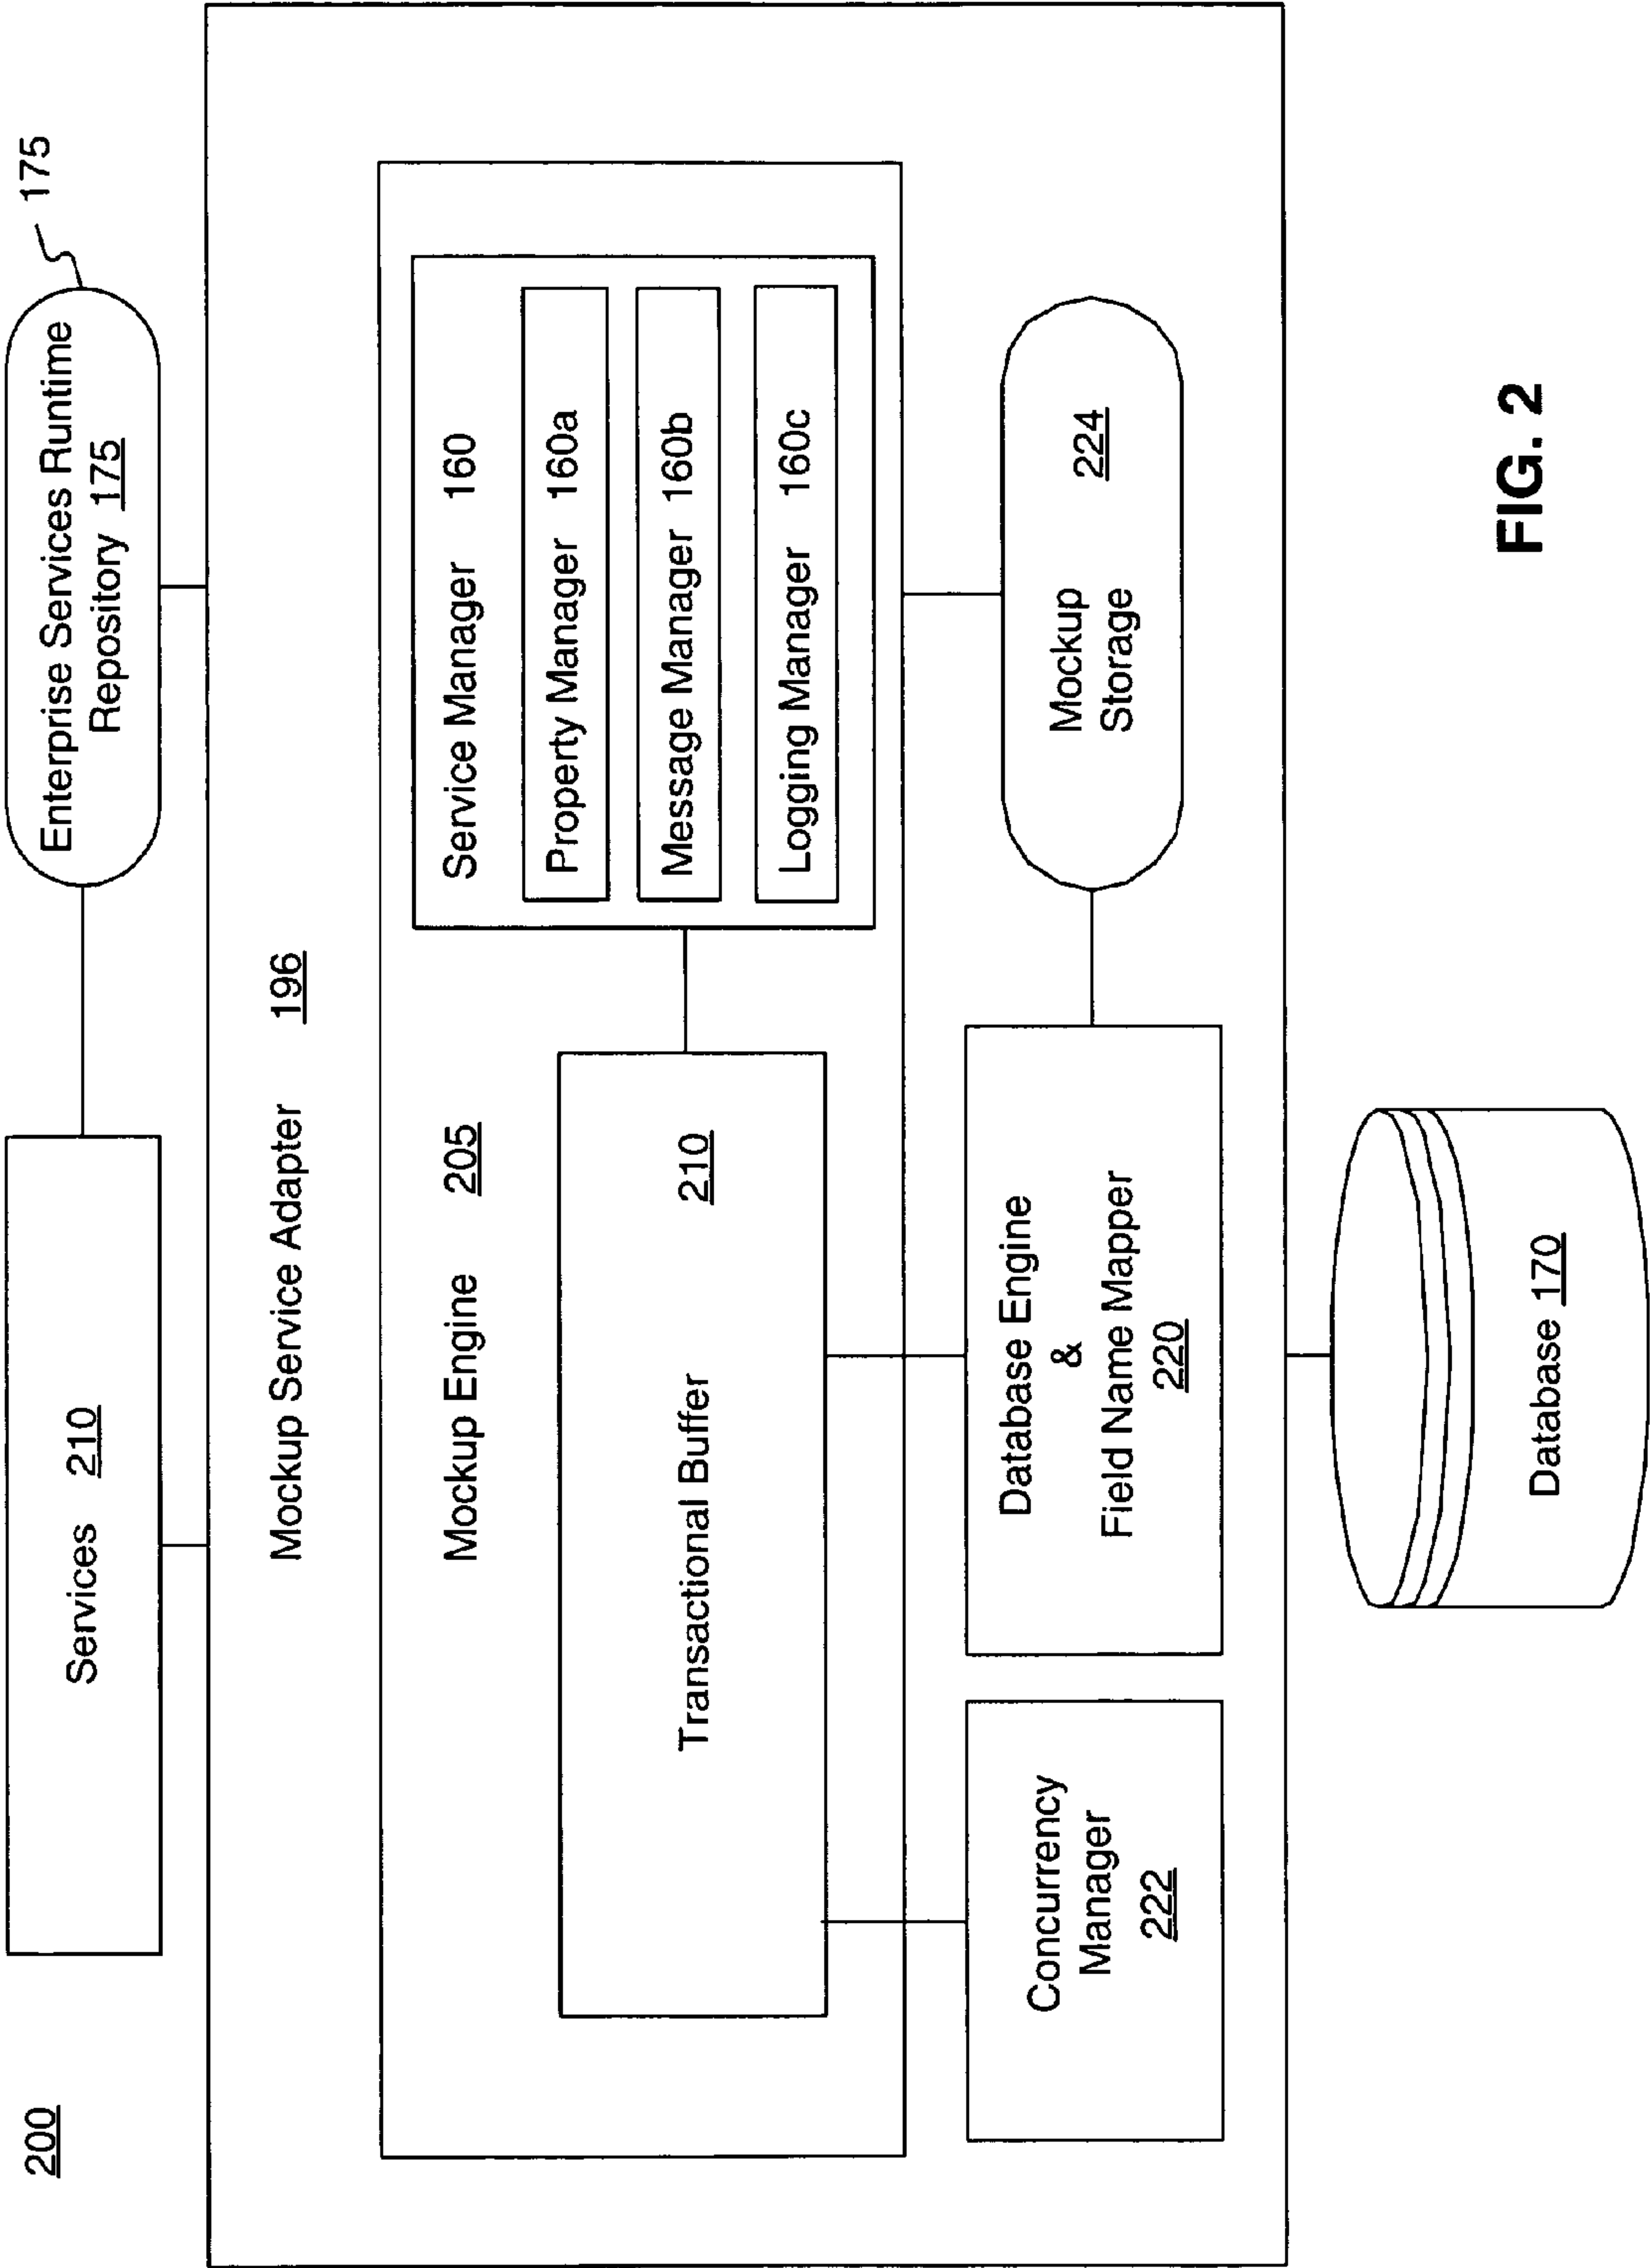 200
Services 210
Enterprise Services Runtime
Repository 175
175
Mockup Service Adapter 196
Mockup Engine 205
Transactional Buffer 210
Service Manager 160
Property Manager 160a
Message Manager 160b
Logging Manager 160c
Concurrency
Manager
222
Database Engine
&
Field Name Mapper
220
Mockup
Storage
224
Database 170
FIG. 2